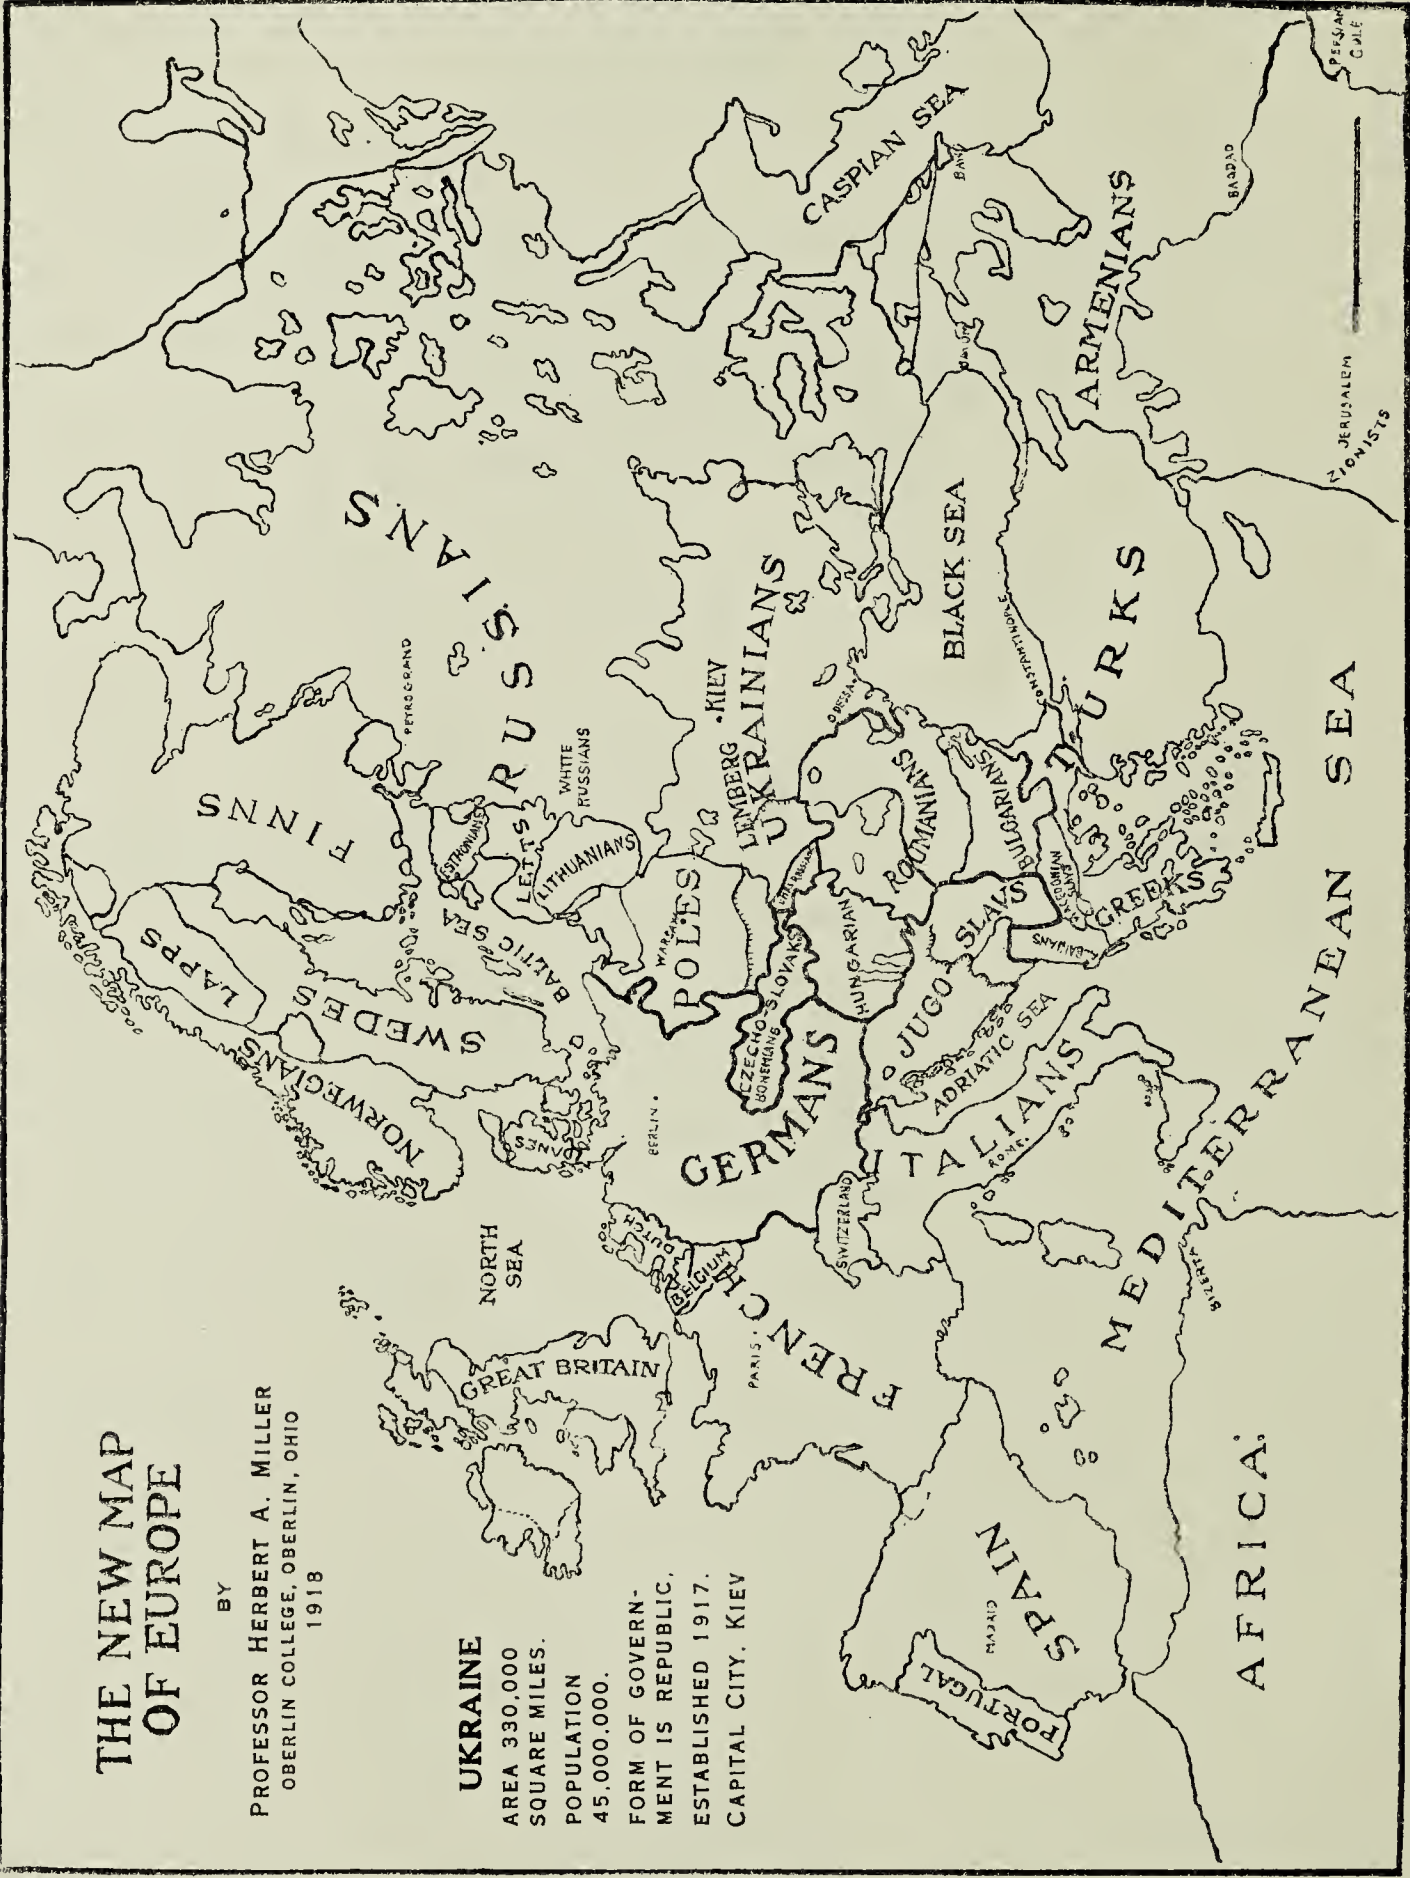 THE NEW MAP
OF EUROPE
BY
PROFESSOR HERBERT A. MILLER
OBERLIN COLLEGE, OBERLIN, OHIO
1918
UKRAINE
AREA 330,000
SQUARE MILES.
POPULATION
45,000,000.
FORM OF GOVERN-
MENT IS REPUBLIC,
ESTABLISHED 1917.
CAPITAL CITY. KIEV
LAPPS
FINNS
SWEDES
NORWEGIANS
DANES
NORTH
SEA
BALTIC SEA
GREAT BRITAIN
PETROGRAND
RUSSIANS
ESTHONIANS
LETTS
LITHUANIANS
WHITE
RUSSIANS
DUTCH
BELGIUM
BERLIN
GERMANS
WARSAW
POLES
CZECHO-SLOVAKS
BOHEMIANS
LEMBERG
KIEV
UKRAINIANS
ODESSA
PARIS
FRENCH
SWITZERLAND
HUNGARIANS
ROUMANIANS
JUGO SLAVS
BULGARIANS
MACEDONIAN
SLAVS
GREEKS
ITALIANS
ROME
ADRIATIC SEA
BLACK SEA
CONSTANTINOPLE
TURKS
ARMENIANS
BATUM
BAKU
CASPIAN SEA
BAGDAD
PERSIAN
GULF
JERUSALEM
ZIONISTS
PORTUGAL
MADRID
SPAIN
BIZERTA
MEDITERRANEAN SEA
AFRICA